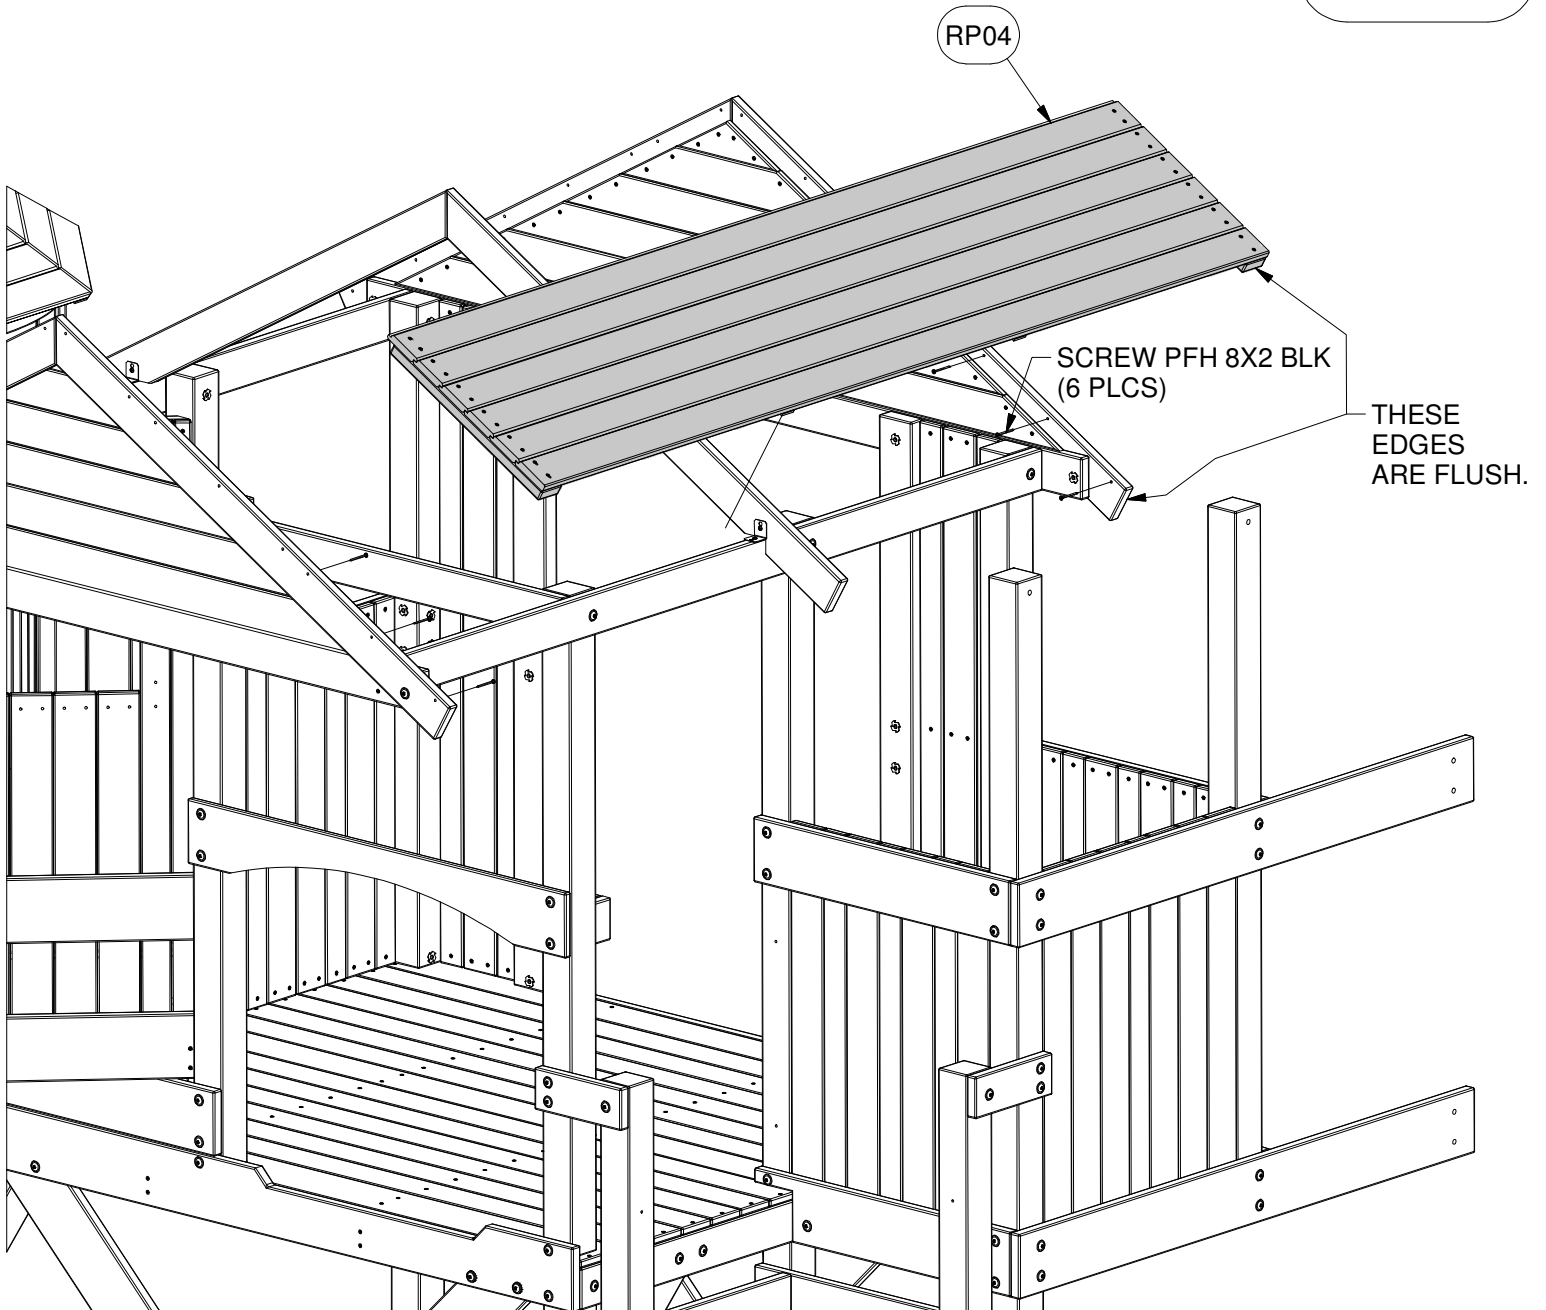 RP04
SCREW PFH 8X2 BLK
(6 PLCS)
THESE
EDGES
ARE FLUSH.